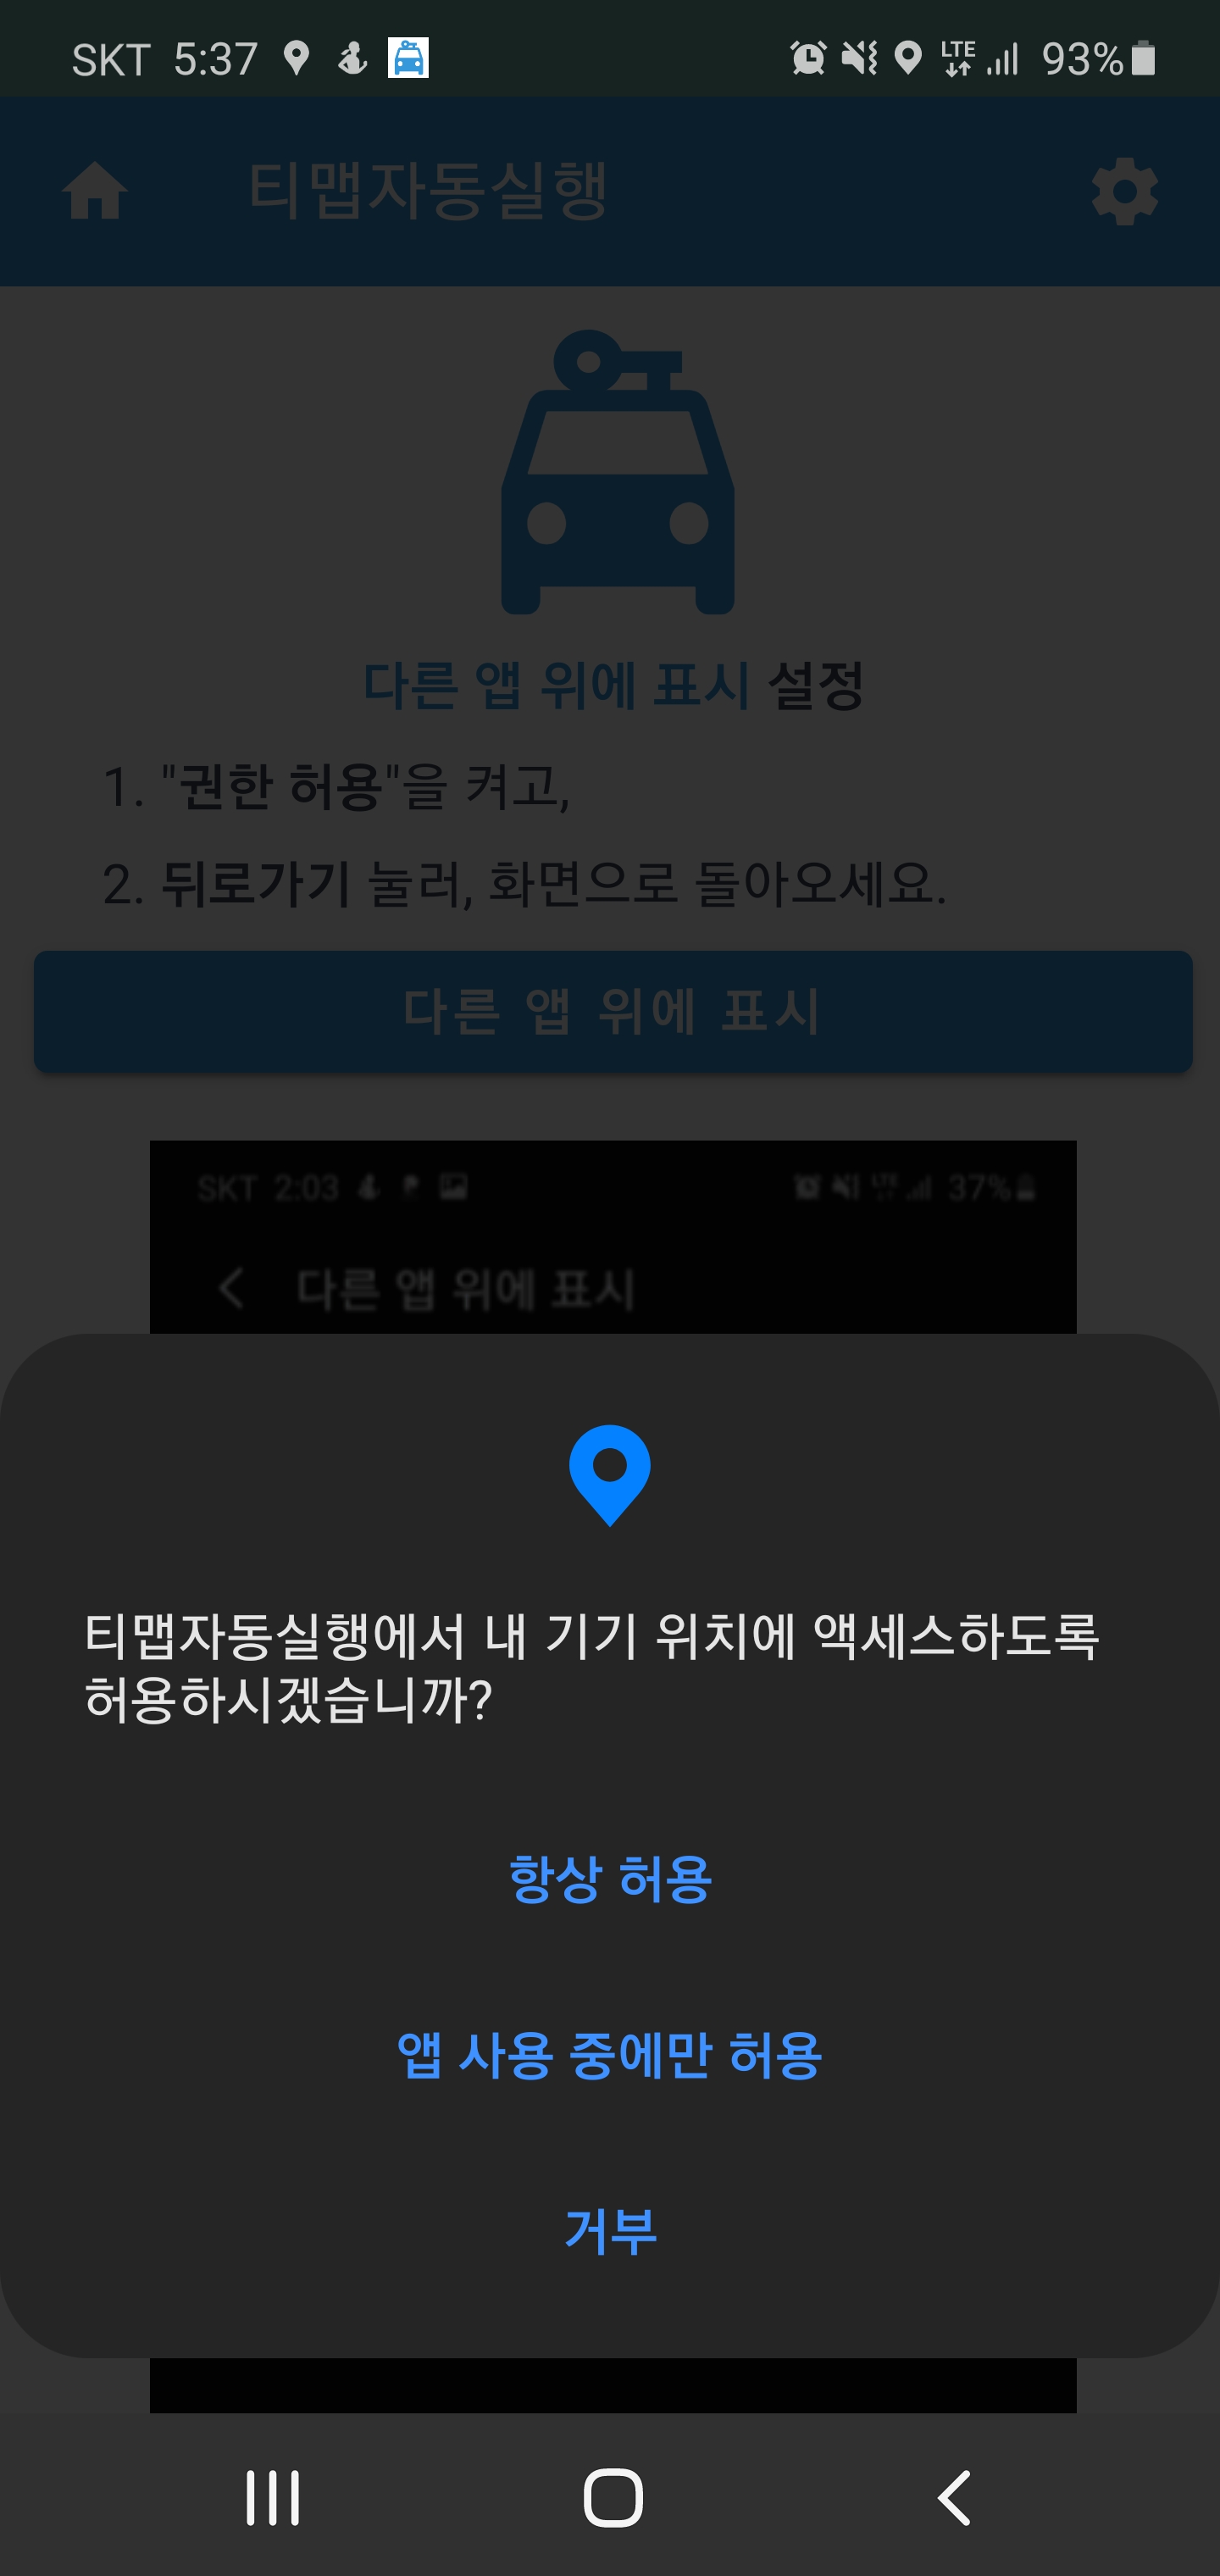 SKT 5:37 LTE 93%
티맵자동실행
다른 앱 위에 표시 설정
1. "권한 허용"을 켜고,
2. 뒤로가기 눌러, 화면으로 돌아오세요.
다른 앱 위에 표시
SKT 2:03 LTE 37%
다른 앱 위에 표시
티맵자동실행에서 내 기기 위치에 액세스하도록
허용하시겠습니까?
항상 허용
앱 사용 중에만 허용
거부